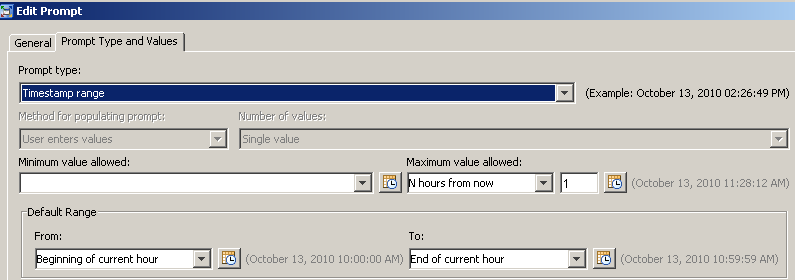 Edit Prompt
General Prompt Type and Values
Prompt type:
Timestamp range (Example: October 13, 2010 02:26:49 PM)
Method for populating prompt: Number of values:
User enters values Single value
Minimum value allowed: Maximum value allowed:
N hours from now 1 (October 13, 2010 11:28:12 AM)
Default Range
From: To:
Beginning of current hour (October 13, 2010 10:00:00 AM) End of current hour (October 13, 2010 10:59:59 AM)